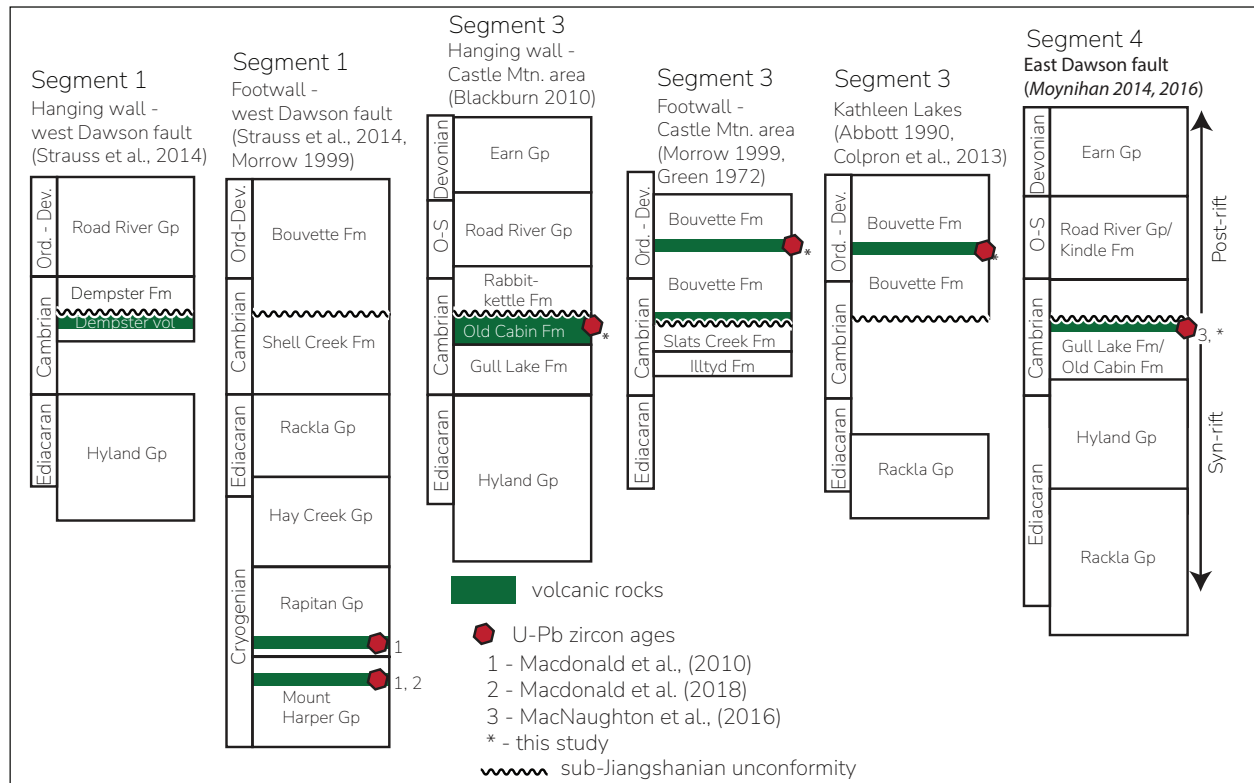 Segment 1
Hanging wall -
west Dawson fault
(Strauss et al., 2014)
Ord. - Dev.
Cambrian
Ediacaran
Road River Gp
Dempster Fm
Dempster vol
Hyland Gp
Segment 1
Footwall -
west Dawson fault
(Strauss et al., 2014,
Morrow 1999)
Ord-Dev.
Cambrian
Ediacaran
Cryogenian
Bouvette Fm
Shell Creek Fm
Rackla Gp
Hay Creek Gp
Rapitan Gp
1
1, 2
Mount
Harper Gp
Segment 3
Hanging wall -
Castle Mtn. area
(Blackburn 2010)
Devonian
O-S
Cambrian
Ediacaran
Earn Gp
Road River Gp
Rabbit-
kettle Fm
Old Cabin Fm
*
Gull Lake Fm
Hyland Gp
Segment 3
Footwall -
Castle Mtn. area
(Morrow 1999,
Green 1972)
Ord. - Dev.
Cambrian
Ediacaran
Bouvette Fm
*
Bouvette Fm
Slats Creek Fm
Illtyd Fm
Segment 3
Kathleen Lakes
(Abbott 1990,
Colpron et al., 2013)
Ord. - Dev.
Cambrian
Ediacaran
Bouvette Fm
*
Bouvette Fm
Rackla Gp
Segment 4
East Dawson fault
(Moynihan 2014, 2016)
Devonian
O-S
Cambrian
Ediacaran
Earn Gp
Road River Gp/
Kindle Fm
3, *
Gull Lake Fm/
Old Cabin Fm
Hyland Gp
Rackla Gp
Post-rift
Syn-rift
volcanic rocks
U-Pb zircon ages
1 - Macdonald et al., (2010)
2 - Macdonald et al. (2018)
3 - MacNaughton et al., (2016)
* - this study
sub-Jiangshanian unconformity